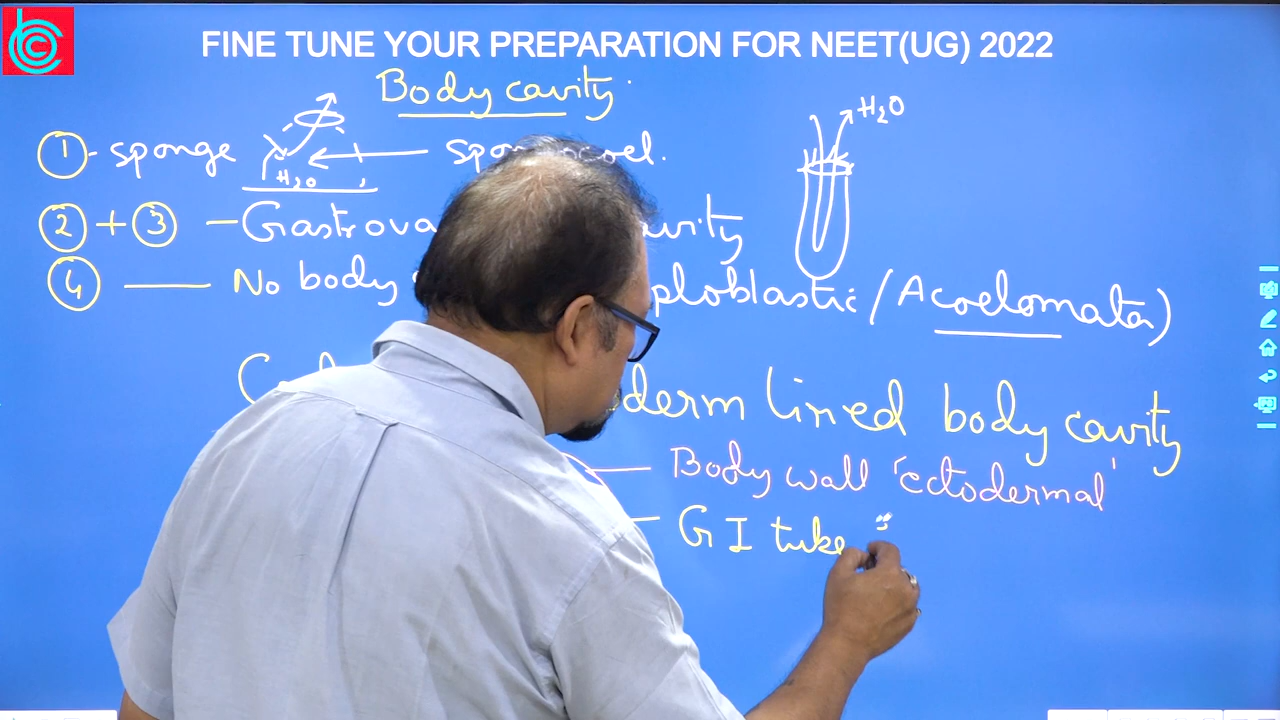 FINE TUNE YOUR PREPARATION FOR NEET(UG) 2022
Body cavity
① - sponge
H₂O
H₂O
② + ③ - Gastrova
④ — No body
ploblastic / Acoelomata)
derm lined body cavity
Body wall 'ectodermal'
GI tube "